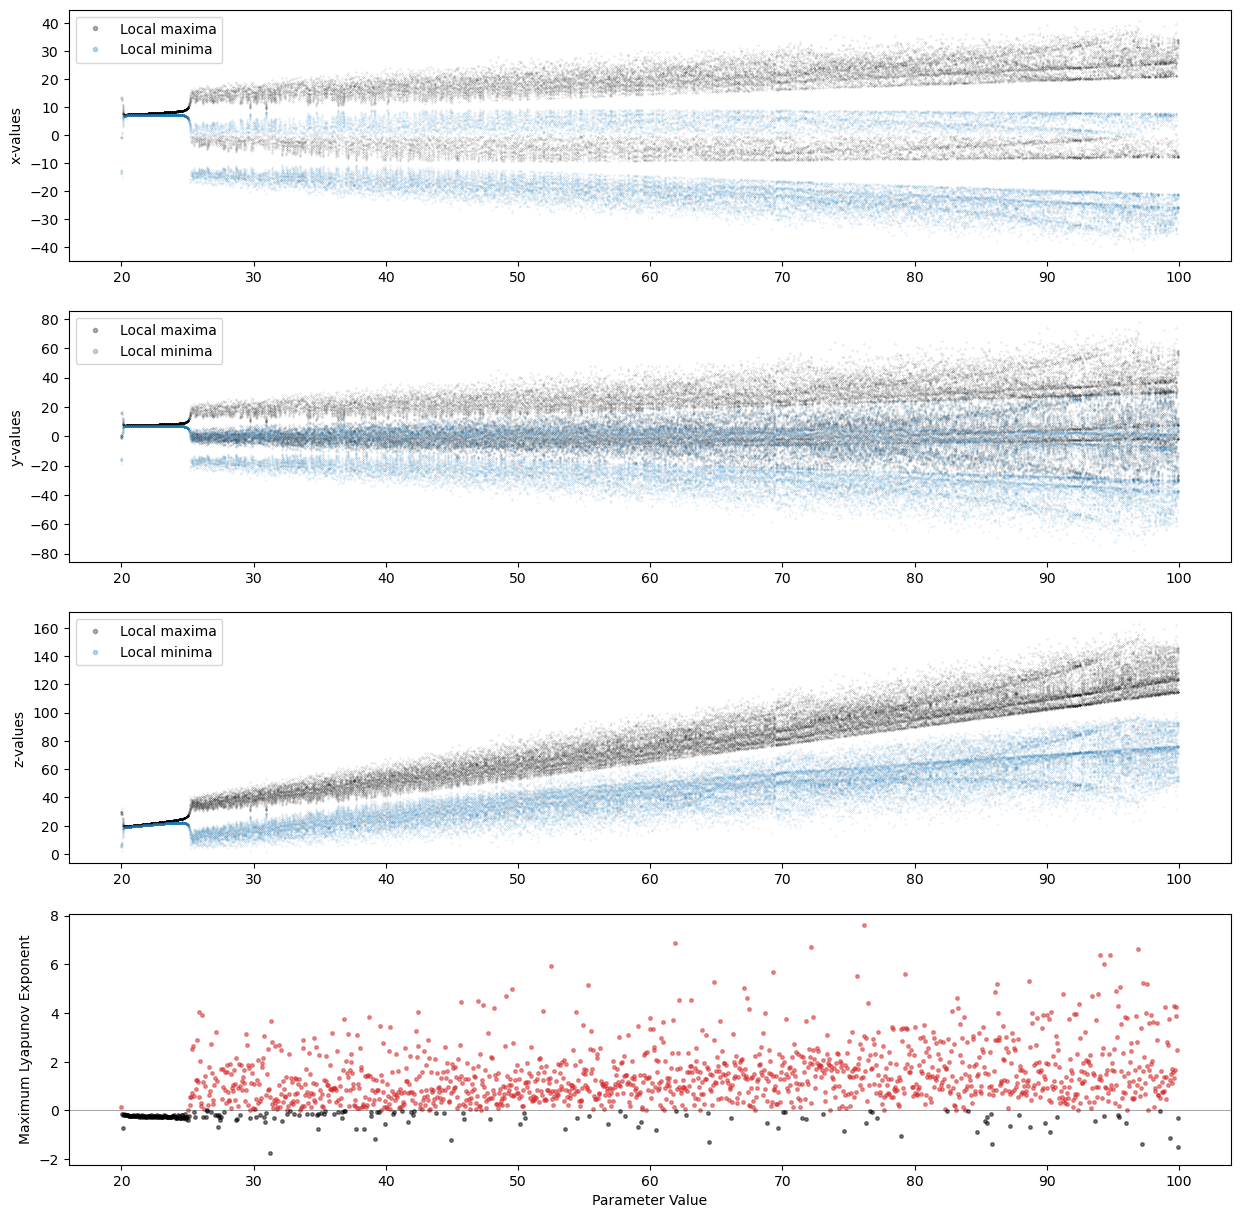 40
30
20
10
0
−10
−20
−30
−40
x-values
Local maxima
Local minima
20 30 40 50 60 70 80 90 100
80
60
40
20
0
−20
−40
−60
−80
y-values
Local maxima
Local minima
20 30 40 50 60 70 80 90 100
160
140
120
100
80
60
40
20
0
z-values
Local maxima
Local minima
20 30 40 50 60 70 80 90 100
8
6
4
2
0
−2
Maximum Lyapunov Exponent
20 30 40 50 60 70 80 90 100
Parameter Value